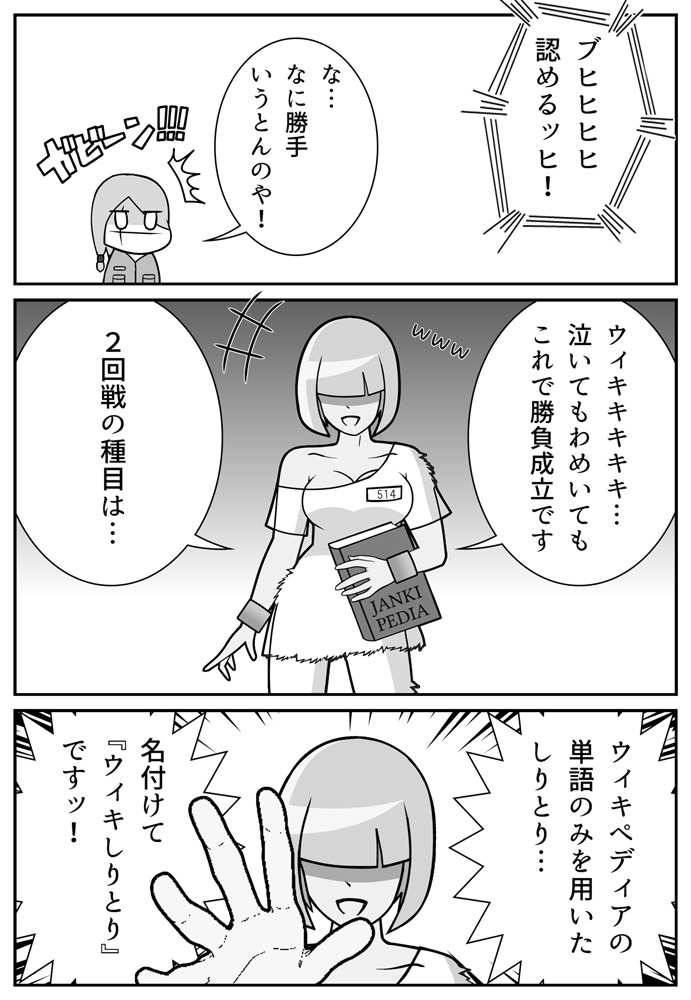 ブヒヒヒヒ
認めるッヒ！
な…
なに勝手
いうとんのや！
ガビーン!!!
ウィキキキキキ…
泣いてもわめいても
これで勝負成立です
www
514
JANKI
PEDIA
２回戦の種目は…
ウィキペディアの
単語のみを用いた
しりとり…
名付けて
『ウィキしりとり』
ですッ！